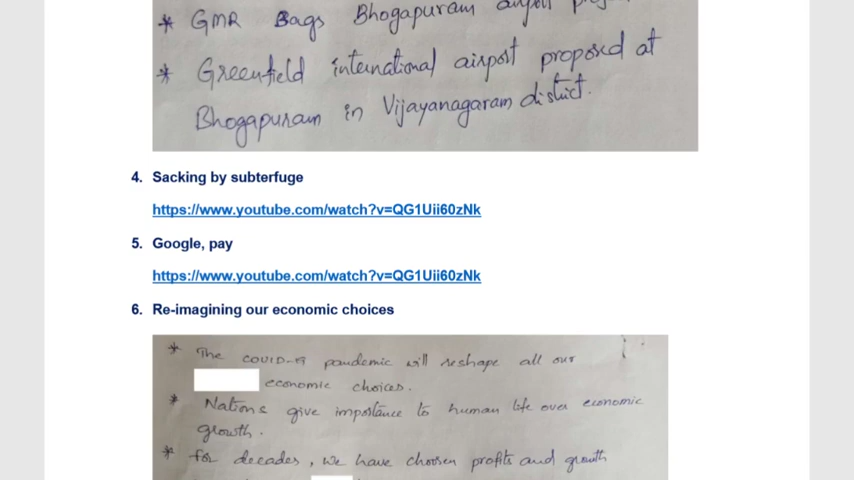 * GMR Bags Bhogapuram airport
* Greenfield international airport proposed at
Bhogapuram in Vijayanagaram district.
4. Sacking by subterfuge
https://www.youtube.com/watch?v=QG1Uii60zNk
5. Google, pay
https://www.youtube.com/watch?v=QG1Uii60zNk
6. Re-imagining our economic choices
* The COVID-19 pandemic will reshape all our
economic choices.
* Nations give importance to human life over economic
growth.
* for decades, we have choosen profits and growth